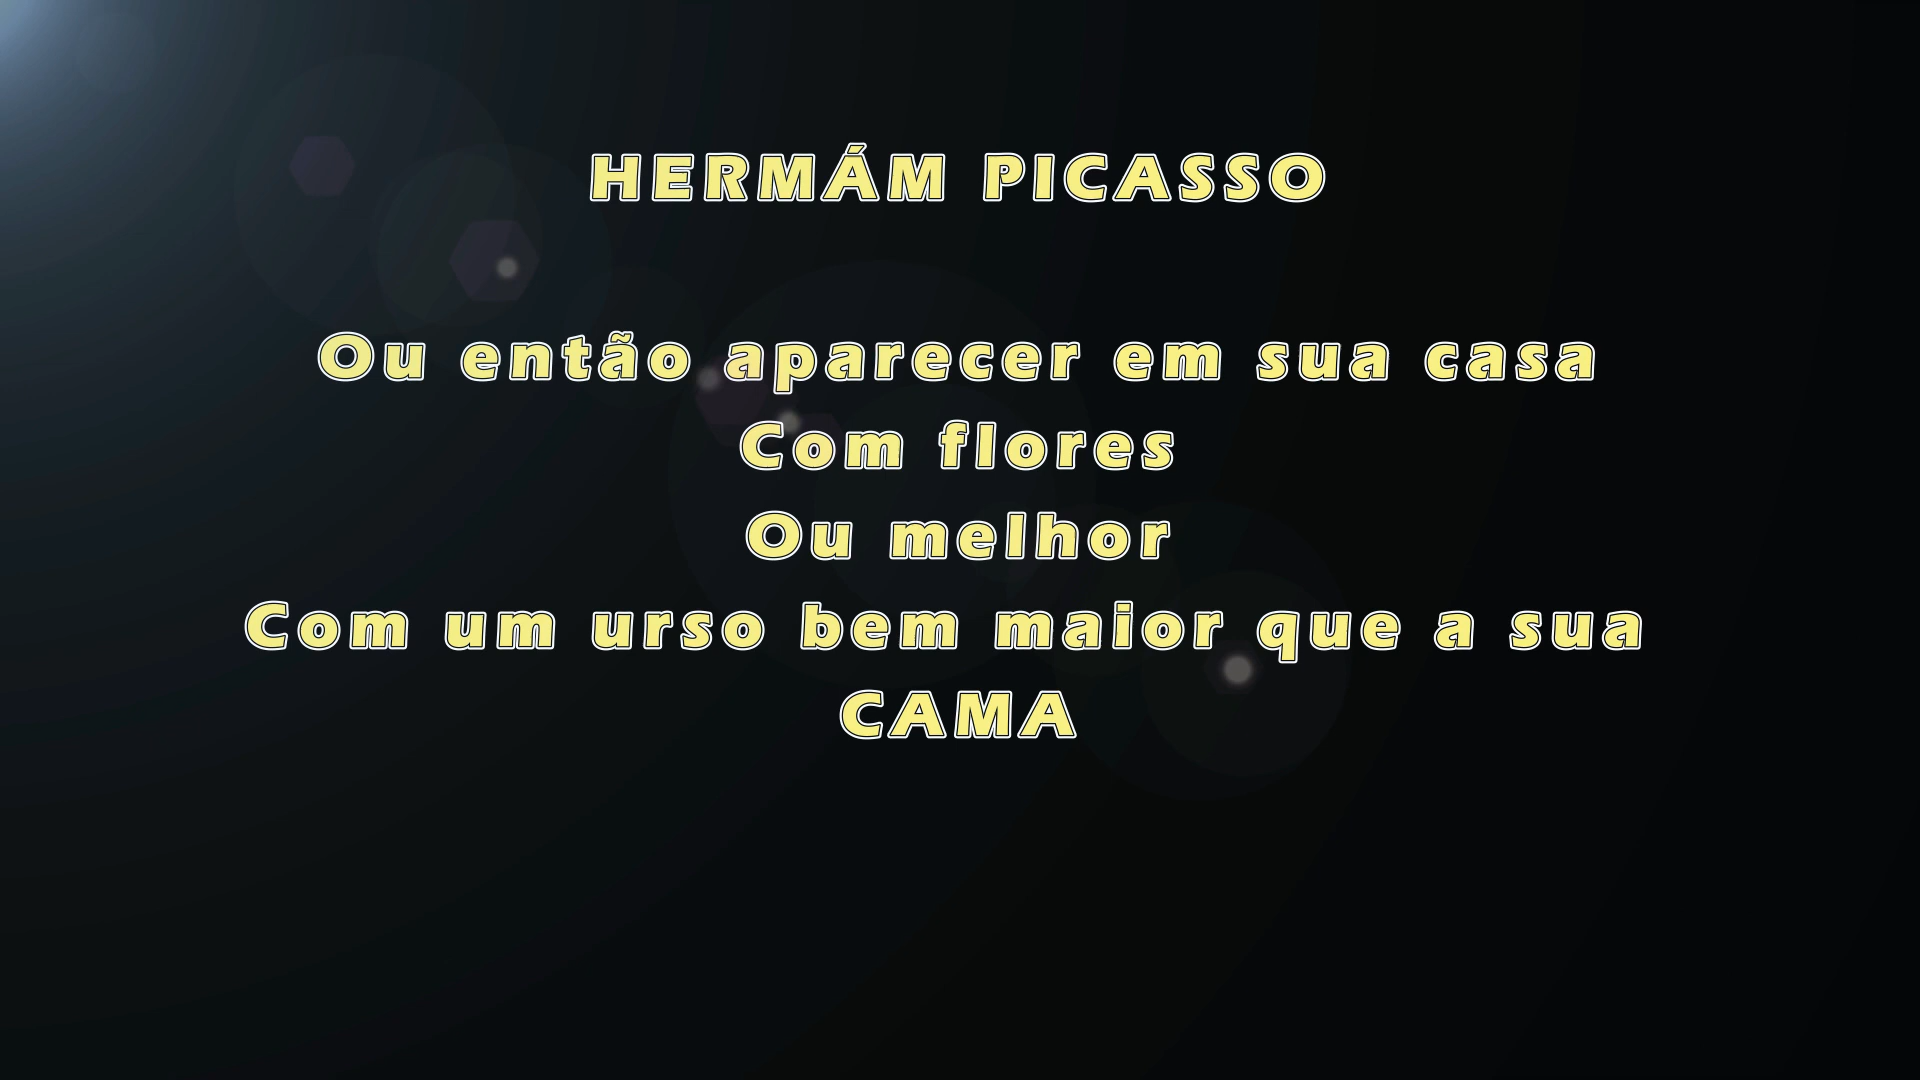 HERMÁM PICASSO
Ou então aparecer em sua casa
Com flores
Ou melhor
Com um urso bem maior que a sua
CAMA